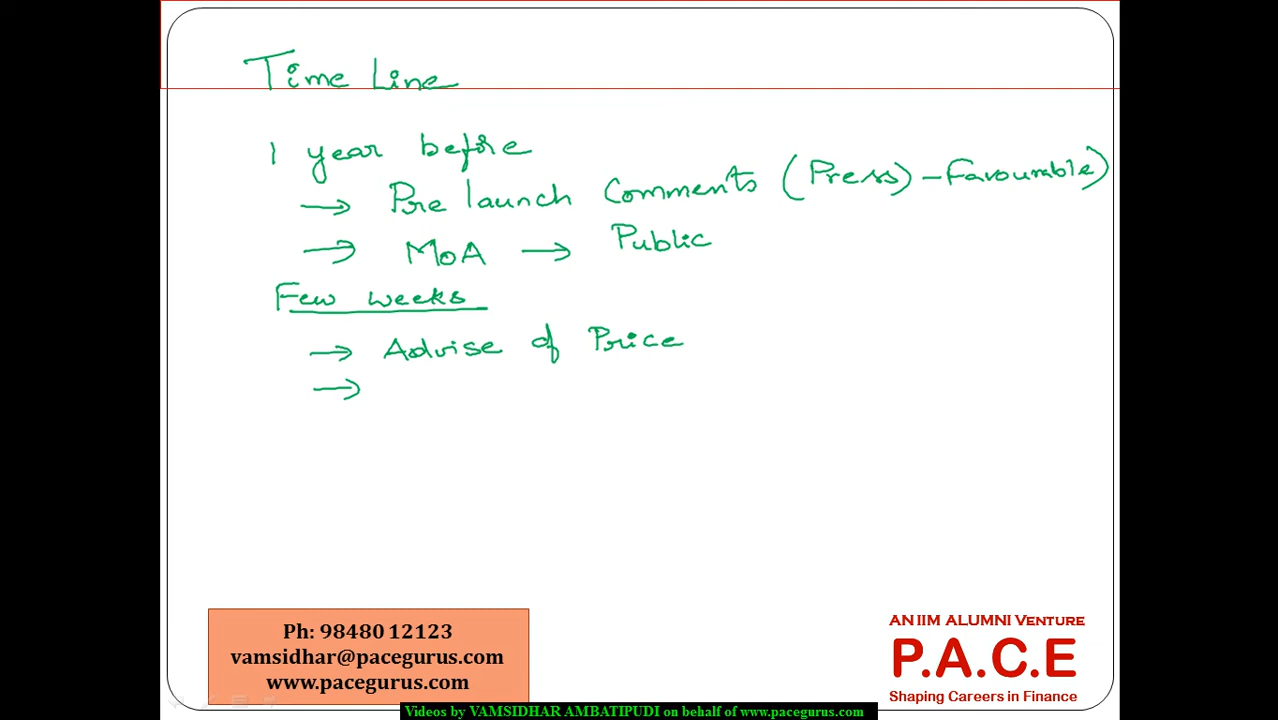 Time Line
1 year before
→ Pre launch Comments (Press) - Favourable)
→ MoA → Public
Few weeks
→ Advise of Price
→
Ph: 98480 12123
vamsidhar@pacegurus.com
www.pacegurus.com
AN IIM ALUMNI VENTURE
P.A.C.E
Shaping Careers in Finance
Videos by VAMSIDHAR AMBATIPUDI on behalf of www.pacegurus.com